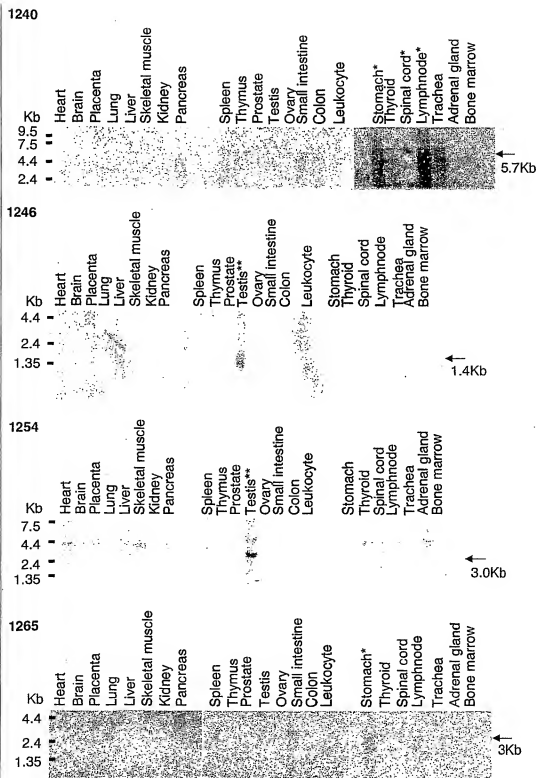 1240
Heart Brain Placenta Lung Liver Skeletal muscle Kidney Pancreas Spleen Thymus Prostate Testis Ovary Small intestine Colon Leukocyte Stomach* Thyroid Spinal cord* Lymphnode* Trachea Adrenal gland Bone marrow
Kb
9.5
7.5
4.4
2.4
5.7Kb
1246
Heart Brain Placenta Lung Liver Skeletal muscle Kidney Pancreas Spleen Thymus Prostate Testis** Ovary Small intestine Colon Leukocyte Stomach Thyroid Spinal cord Lymphnode Trachea Adrenal gland Bone marrow
Kb
4.4
2.4
1.35
1.4Kb
1254
Heart Brain Placenta Lung Liver Skeletal muscle Kidney Pancreas Spleen Thymus Prostate Testis** Ovary Small intestine Colon Leukocyte Stomach Thyroid Spinal cord Lymphnode Trachea Adrenal gland Bone marrow
Kb
7.5
4.4
2.4
1.35
3.0Kb
1265
Heart Brain Placenta Lung Liver Skeletal muscle Kidney Pancreas Spleen Thymus Prostate Testis Ovary Small intestine Colon Leukocyte Stomach* Thyroid Spinal cord Lymphnode Trachea Adrenal gland Bone marrow
Kb
4.4
2.4
1.35
3Kb